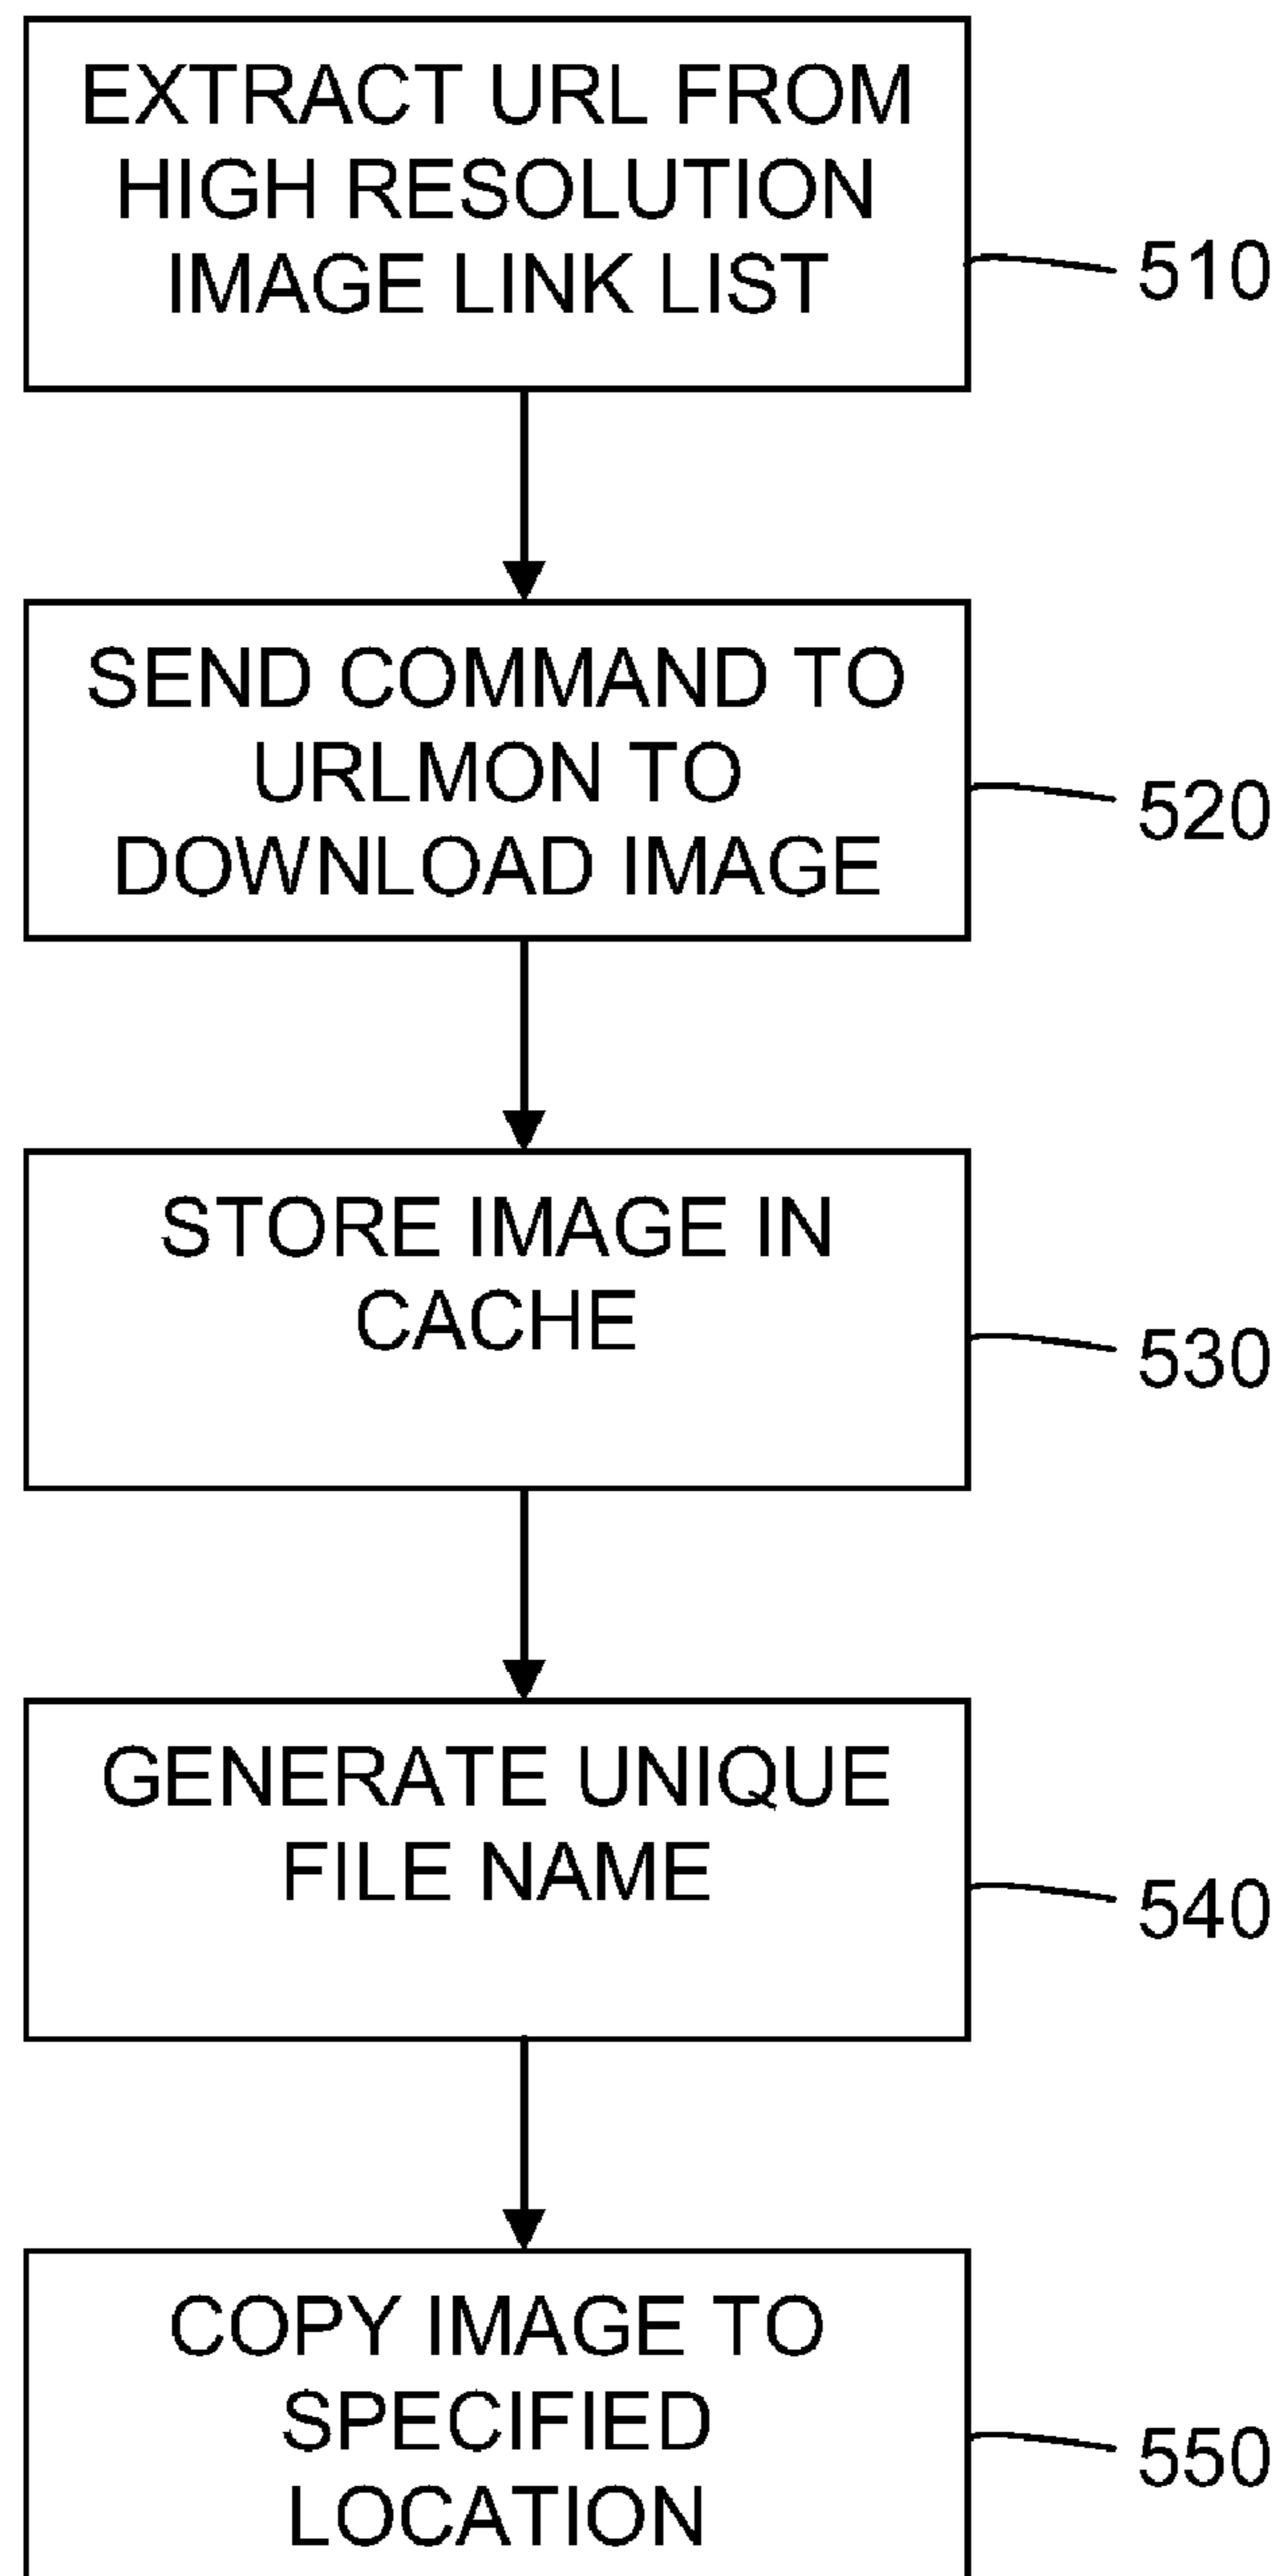 EXTRACT URL FROM
HIGH RESOLUTION
IMAGE LINK LIST
510
SEND COMMAND TO
URLMON TO
DOWNLOAD IMAGE
520
STORE IMAGE IN
CACHE
530
GENERATE UNIQUE
FILE NAME
540
COPY IMAGE TO
SPECIFIED
LOCATION
550